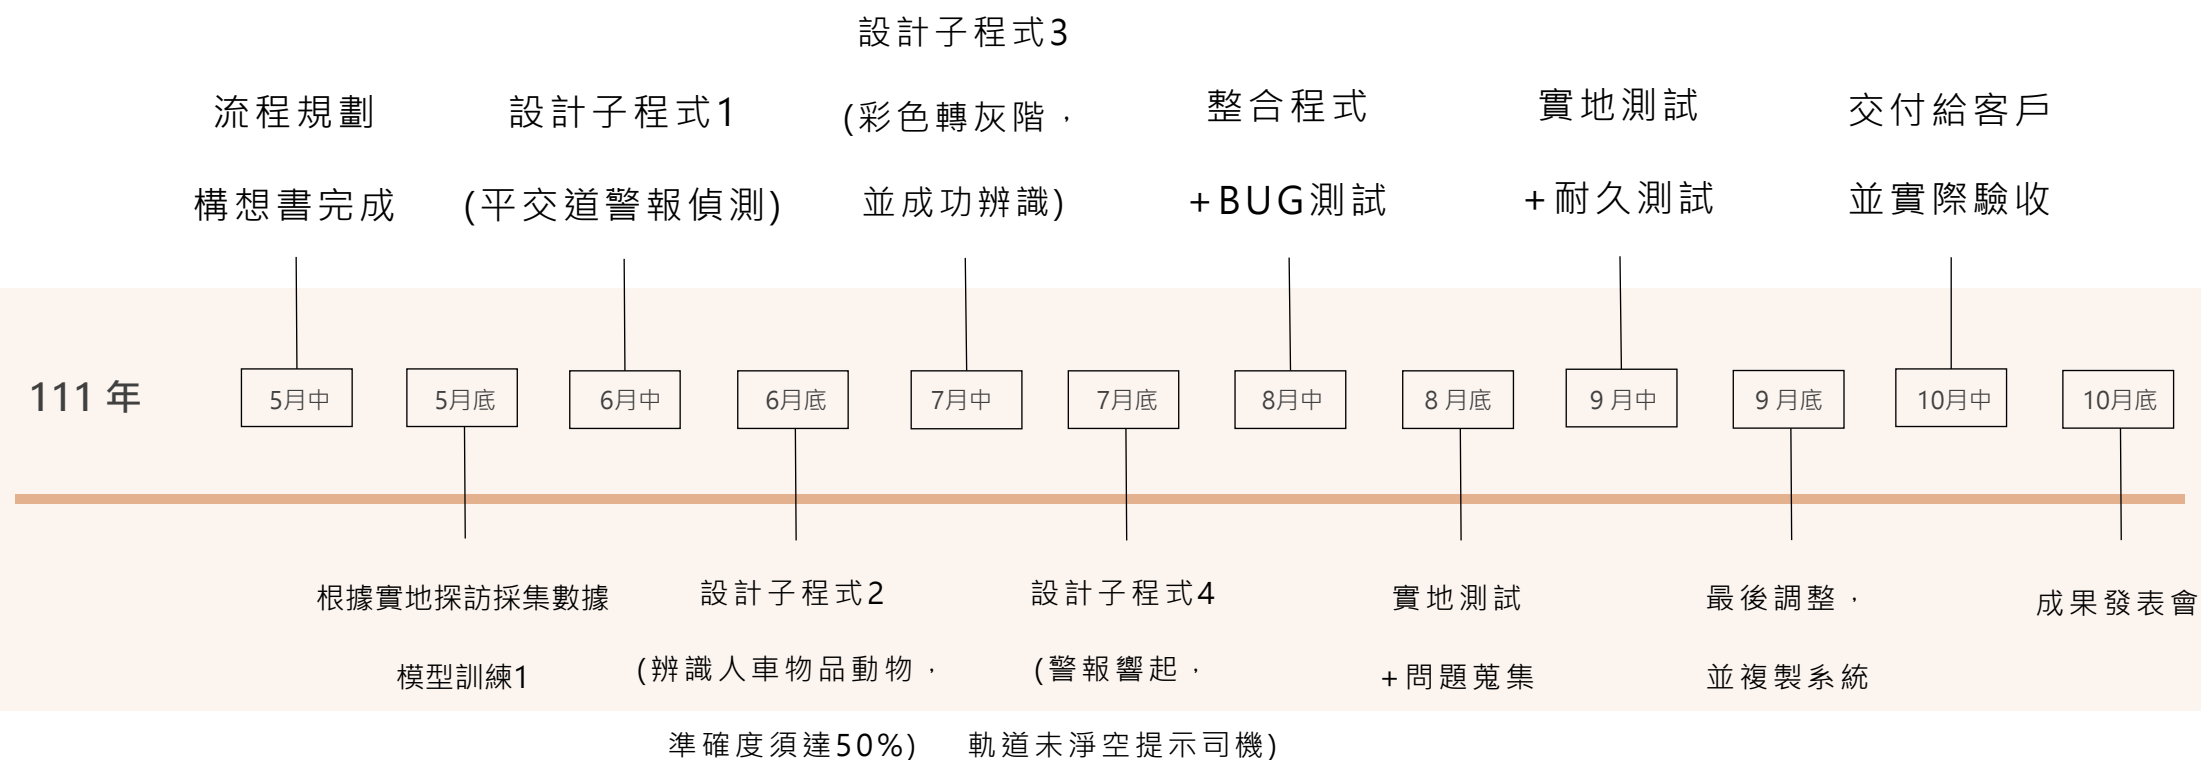 設計子程式3
(彩色轉灰階，
並成功辨識)
流程規劃
構想書完成
設計子程式1
(平交道警報偵測)
整合程式
+BUG測試
實地測試
+耐久測試
交付給客戶
並實際驗收
111 年
5月中
5月底
6月中
6月底
7月中
7月底
8月中
8 月底
9 月中
9 月底
10月中
10月底
根據實地探訪採集數據
模型訓練1
設計子程式2
(辨識人車物品動物，
準確度須達50%)
設計子程式4
(警報響起，
軌道未淨空提示司機)
實地測試
+問題蒐集
最後調整，
並複製系統
成果發表會